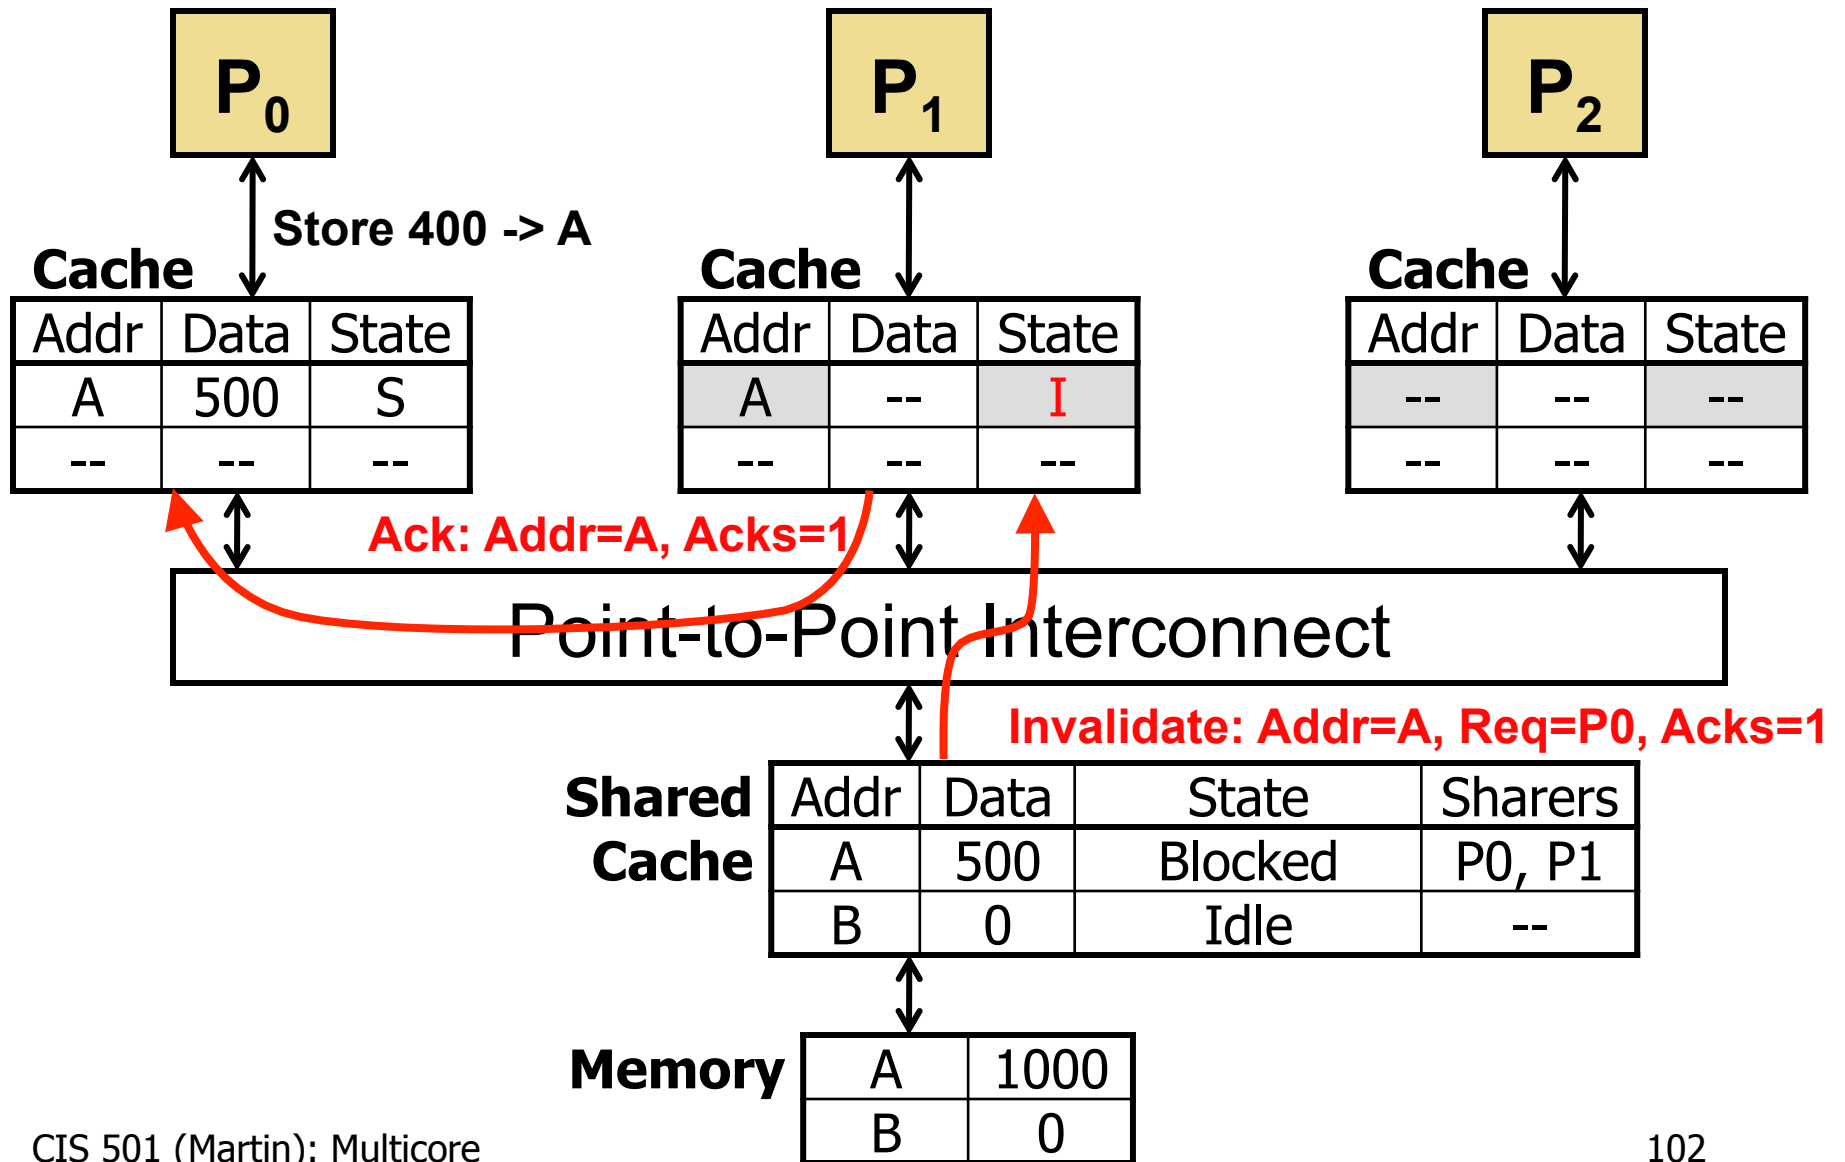 P0 P1 P2
Store 400 -> A
Cache Cache Cache
Addr Data State Addr Data State Addr Data State
A 500 S A -- I -- -- --
-- -- -- -- -- -- -- -- --
Ack: Addr=A, Acks=1
Point-to-Point Interconnect
Invalidate: Addr=A, Req=P0, Acks=1
Shared Addr Data State Sharers
Cache A 500 Blocked P0, P1
B 0 Idle --
Memory A 1000
B 0
CIS 501 (Martin): Multicore 102